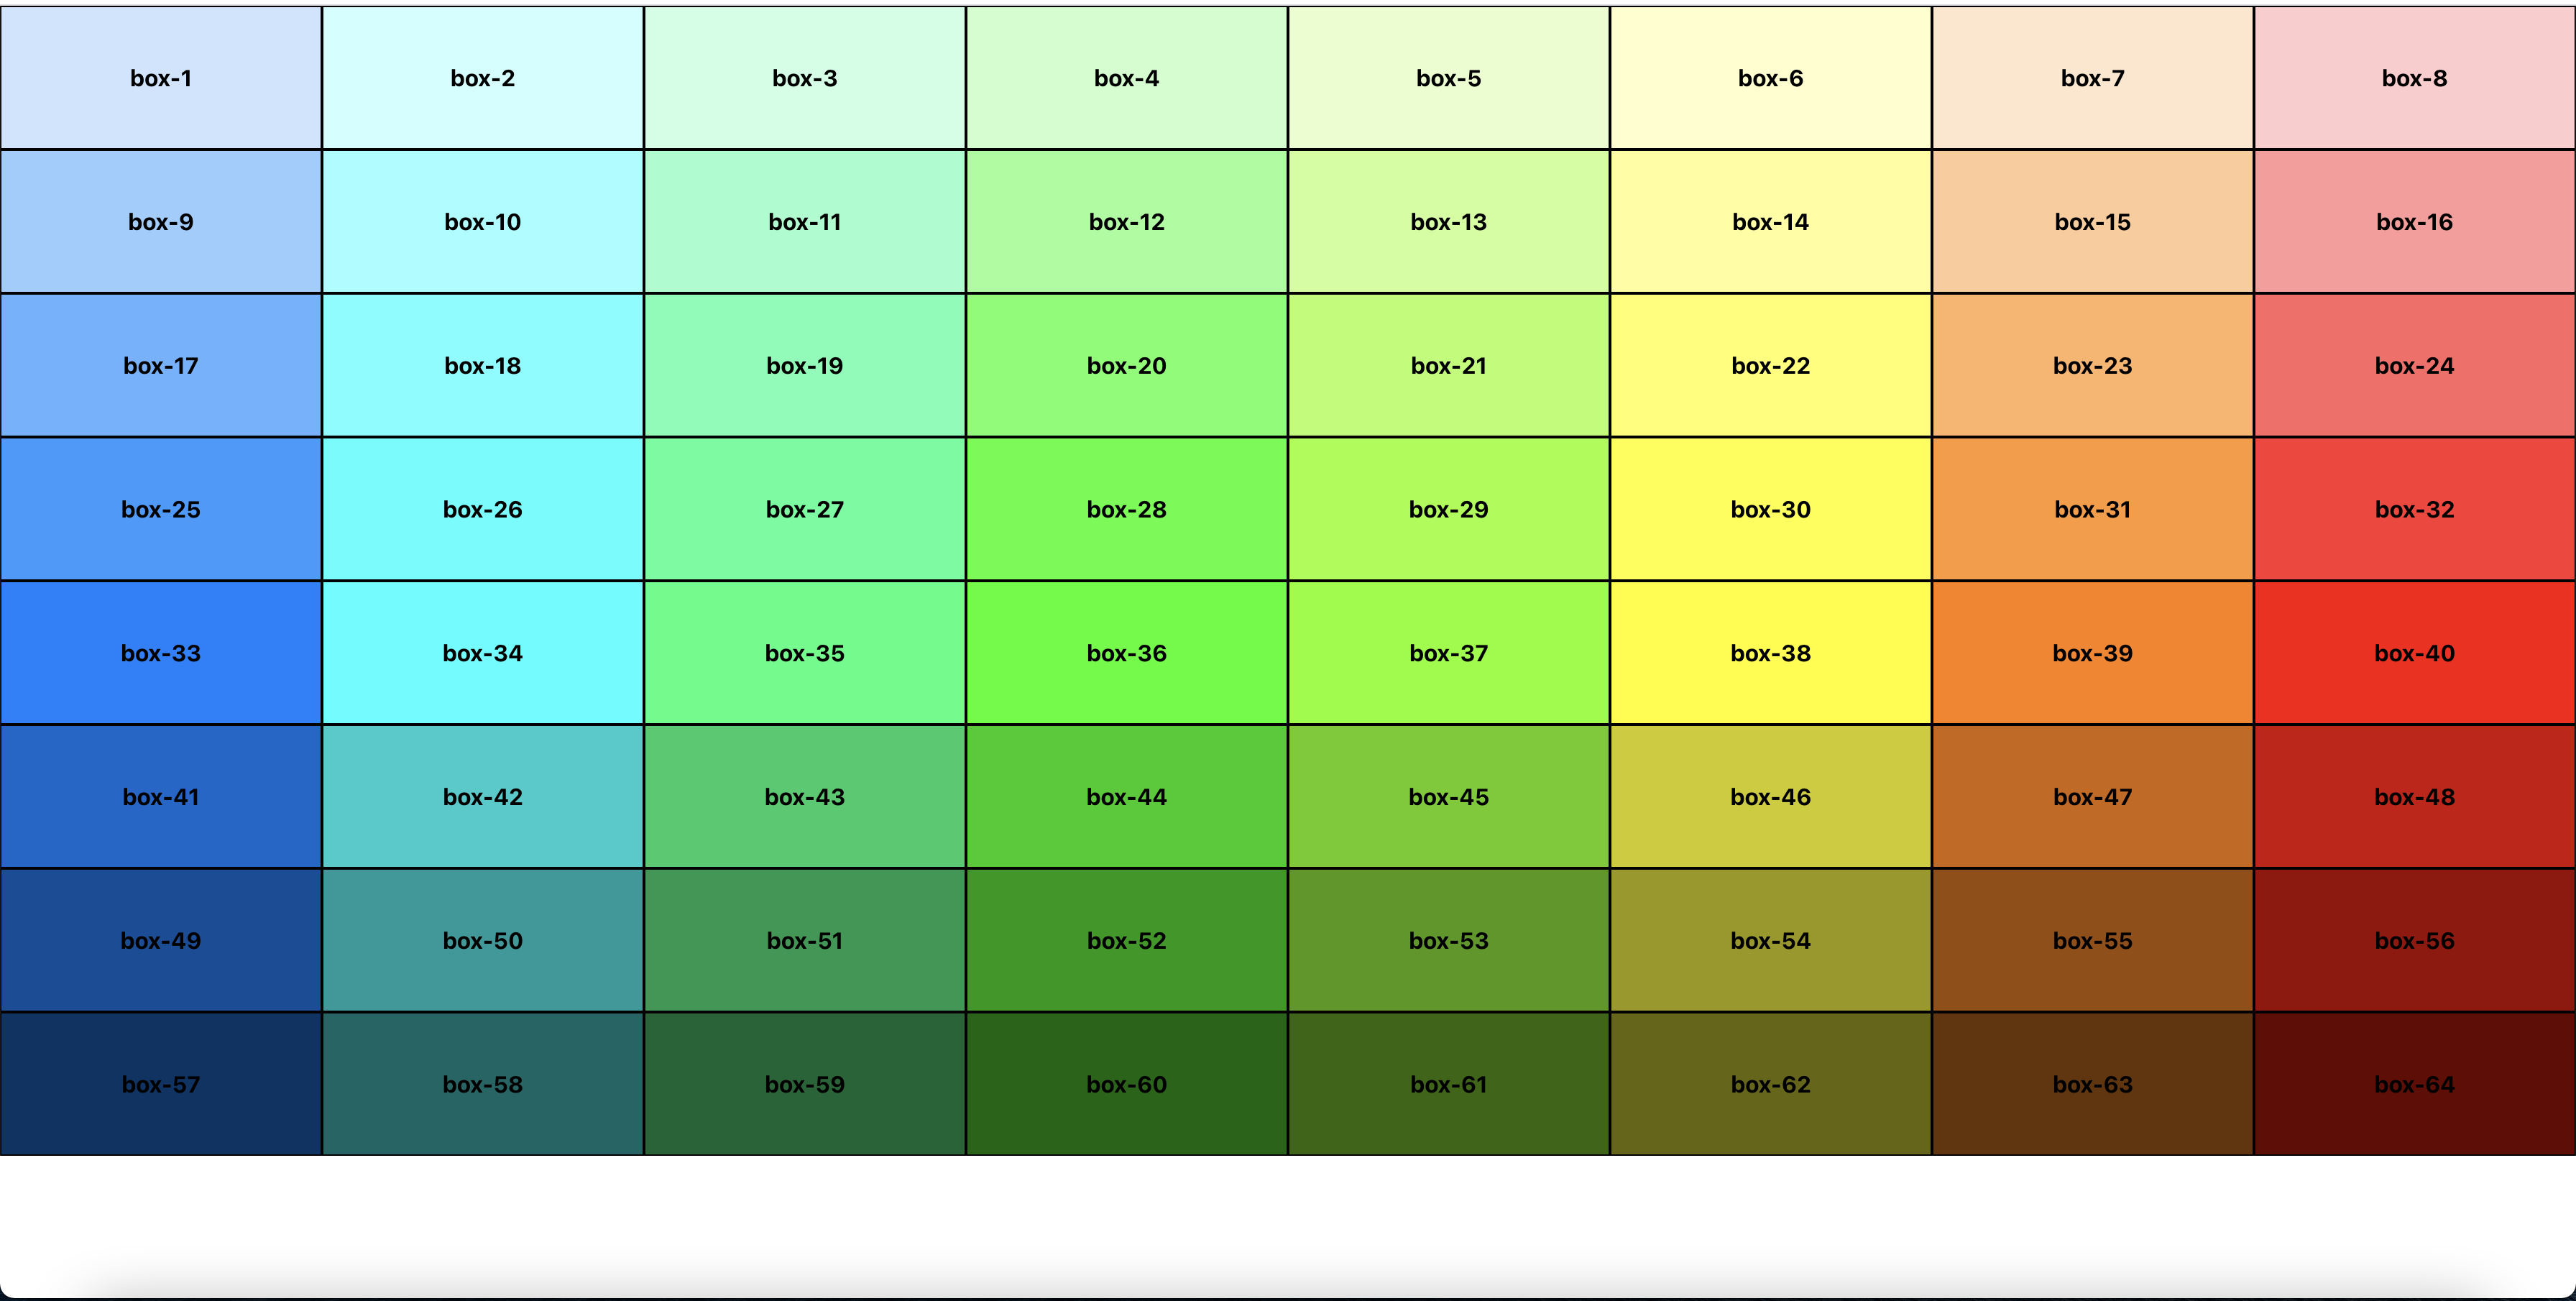 box-1 box-2 box-3 box-4 box-5 box-6 box-7 box-8
box-9 box-10 box-11 box-12 box-13 box-14 box-15 box-16
box-17 box-18 box-19 box-20 box-21 box-22 box-23 box-24
box-25 box-26 box-27 box-28 box-29 box-30 box-31 box-32
box-33 box-34 box-35 box-36 box-37 box-38 box-39 box-40
box-41 box-42 box-43 box-44 box-45 box-46 box-47 box-48
box-49 box-50 box-51 box-52 box-53 box-54 box-55 box-56
box-57 box-58 box-59 box-60 box-61 box-62 box-63 box-64